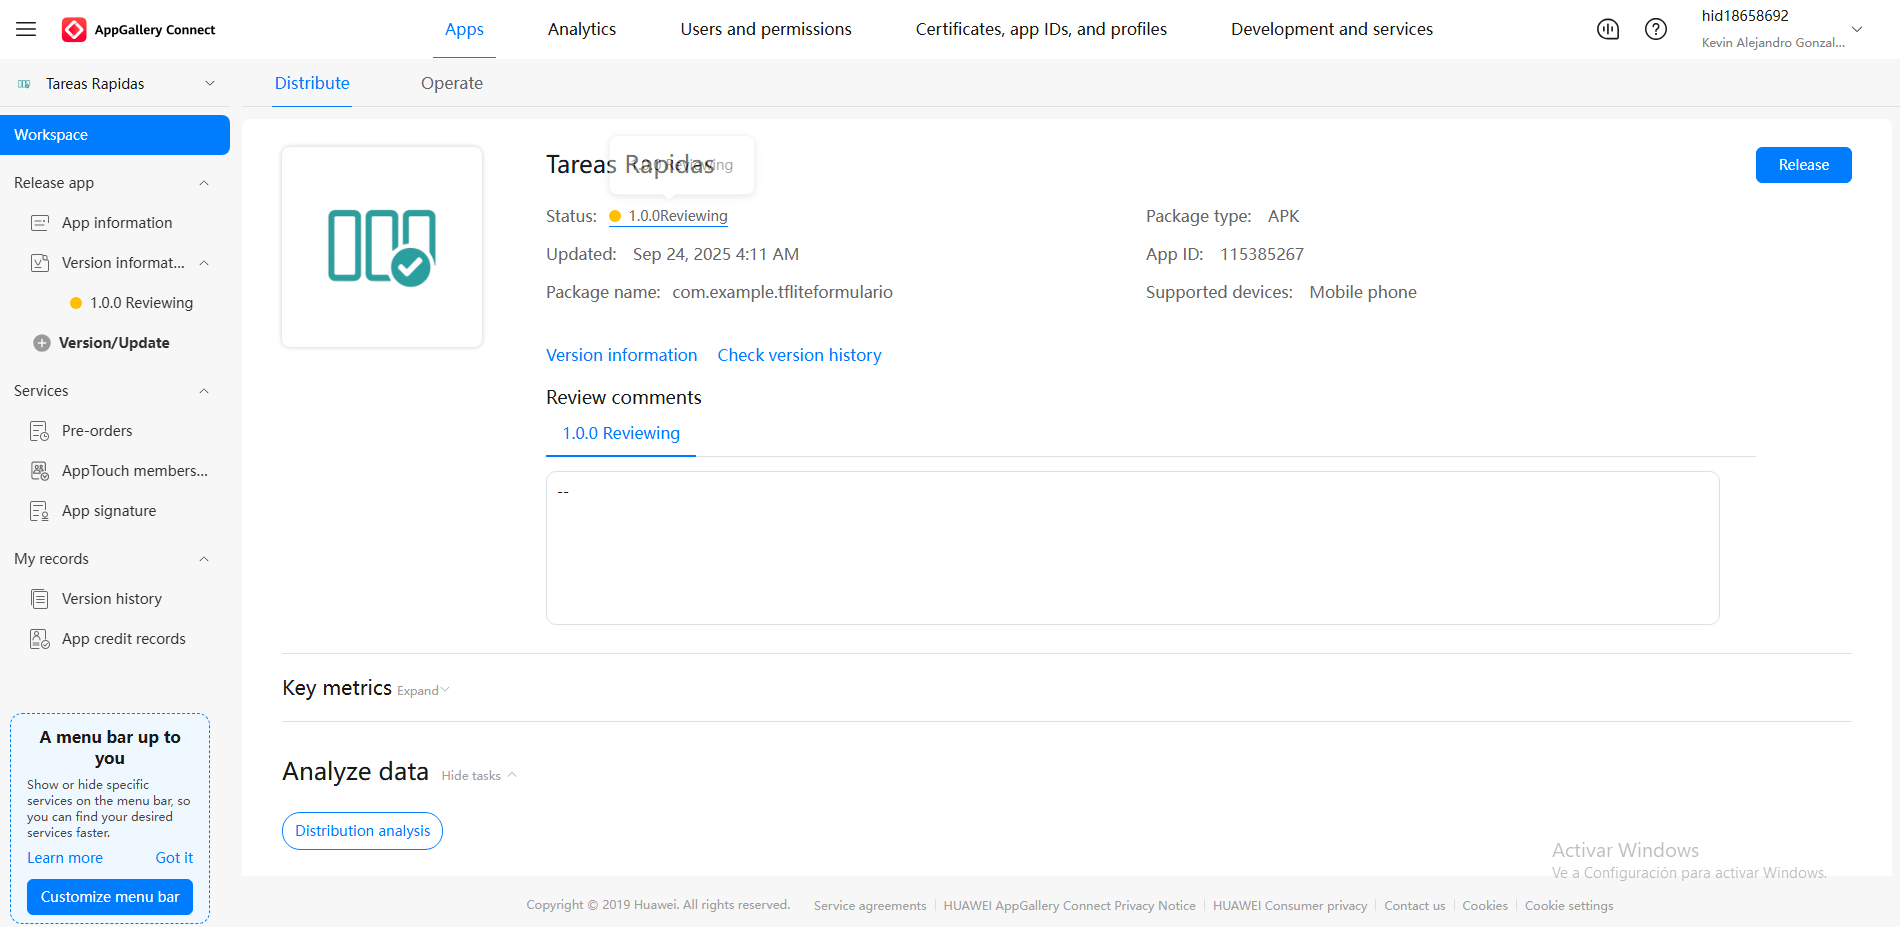 AppGallery Connect
Apps
Analytics
Users and permissions
Certificates, app IDs, and profiles
Development and services
hid18658692
Kevin Alejandro Gonzal...
Tareas Rapidas
Distribute
Operate
Workspace
Release app
App information
Version informat...
1.0.0 Reviewing
Version/Update
Services
Pre-orders
AppTouch members...
App signature
My records
Version history
App credit records
A menu bar up to
you
Show or hide specific
services on the menu bar, so
you can find your desired
services faster.
Learn more
Got it
Customize menu bar
Tareas Rapidas
1.0.0 Reviewing
Release
Status: 1.0.0Reviewing
Package type: APK
Updated: Sep 24, 2025 4:11 AM
App ID: 115385267
Package name: com.example.tfliteformulario
Supported devices: Mobile phone
Version information
Check version history
Review comments
1.0.0 Reviewing
--
Key metrics Expand
Analyze data Hide tasks
Distribution analysis
Activar Windows
Ve a Configuración para activar Windows.
Copyright © 2019 Huawei. All rights reserved.
Service agreements
HUAWEI AppGallery Connect Privacy Notice
HUAWEI Consumer privacy
Contact us
Cookies
Cookie settings